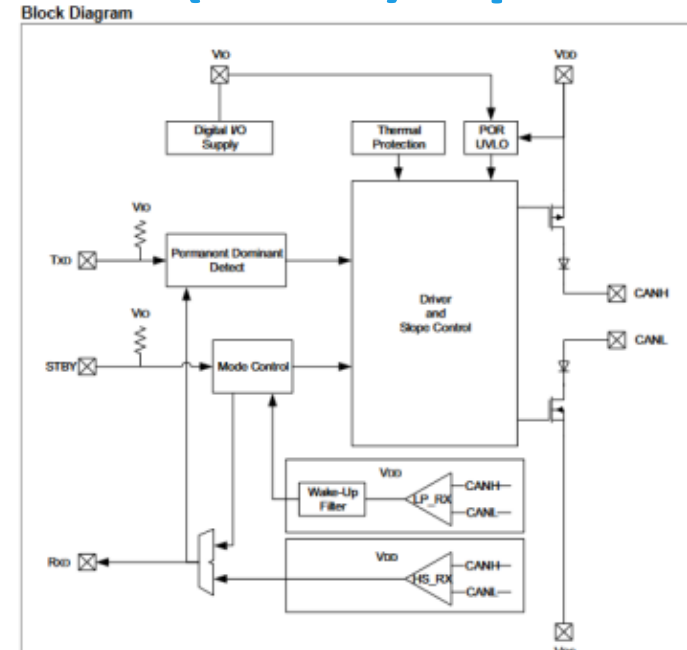 Block Diagram
VIO
VDD
Digital I/O
Supply
Thermal
Protection
POR
UVLO
VIO
TXD
Permanent Dominant
Detect
Driver
and
Slope Control
CANH
CANL
VIO
STBY
Mode Control
VDD
Wake-Up
Filter
LP_RX
CANH
CANL
RXD
VDD
HS_RX
CANH
CANL